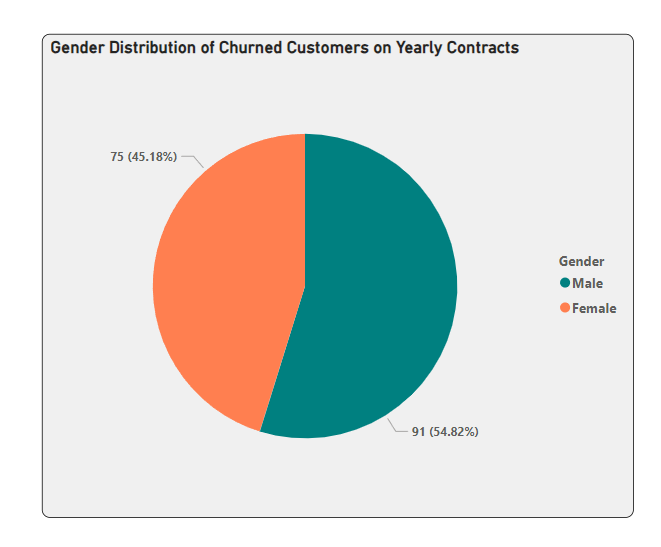 Gender Distribution of Churned Customers on Yearly Contracts
75 (45.18%)
Gender
Male
Female
91 (54.82%)